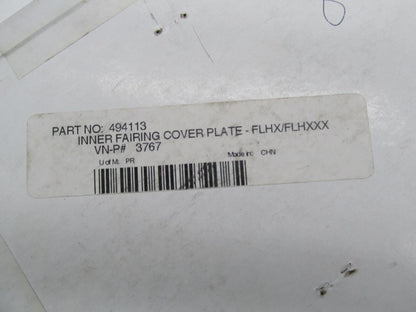 PART NO: 494113
INNER FAIRING COVER PLATE - FLHX/FLHXXX
VN-P# 3767
U of M: PR Made in: CHN